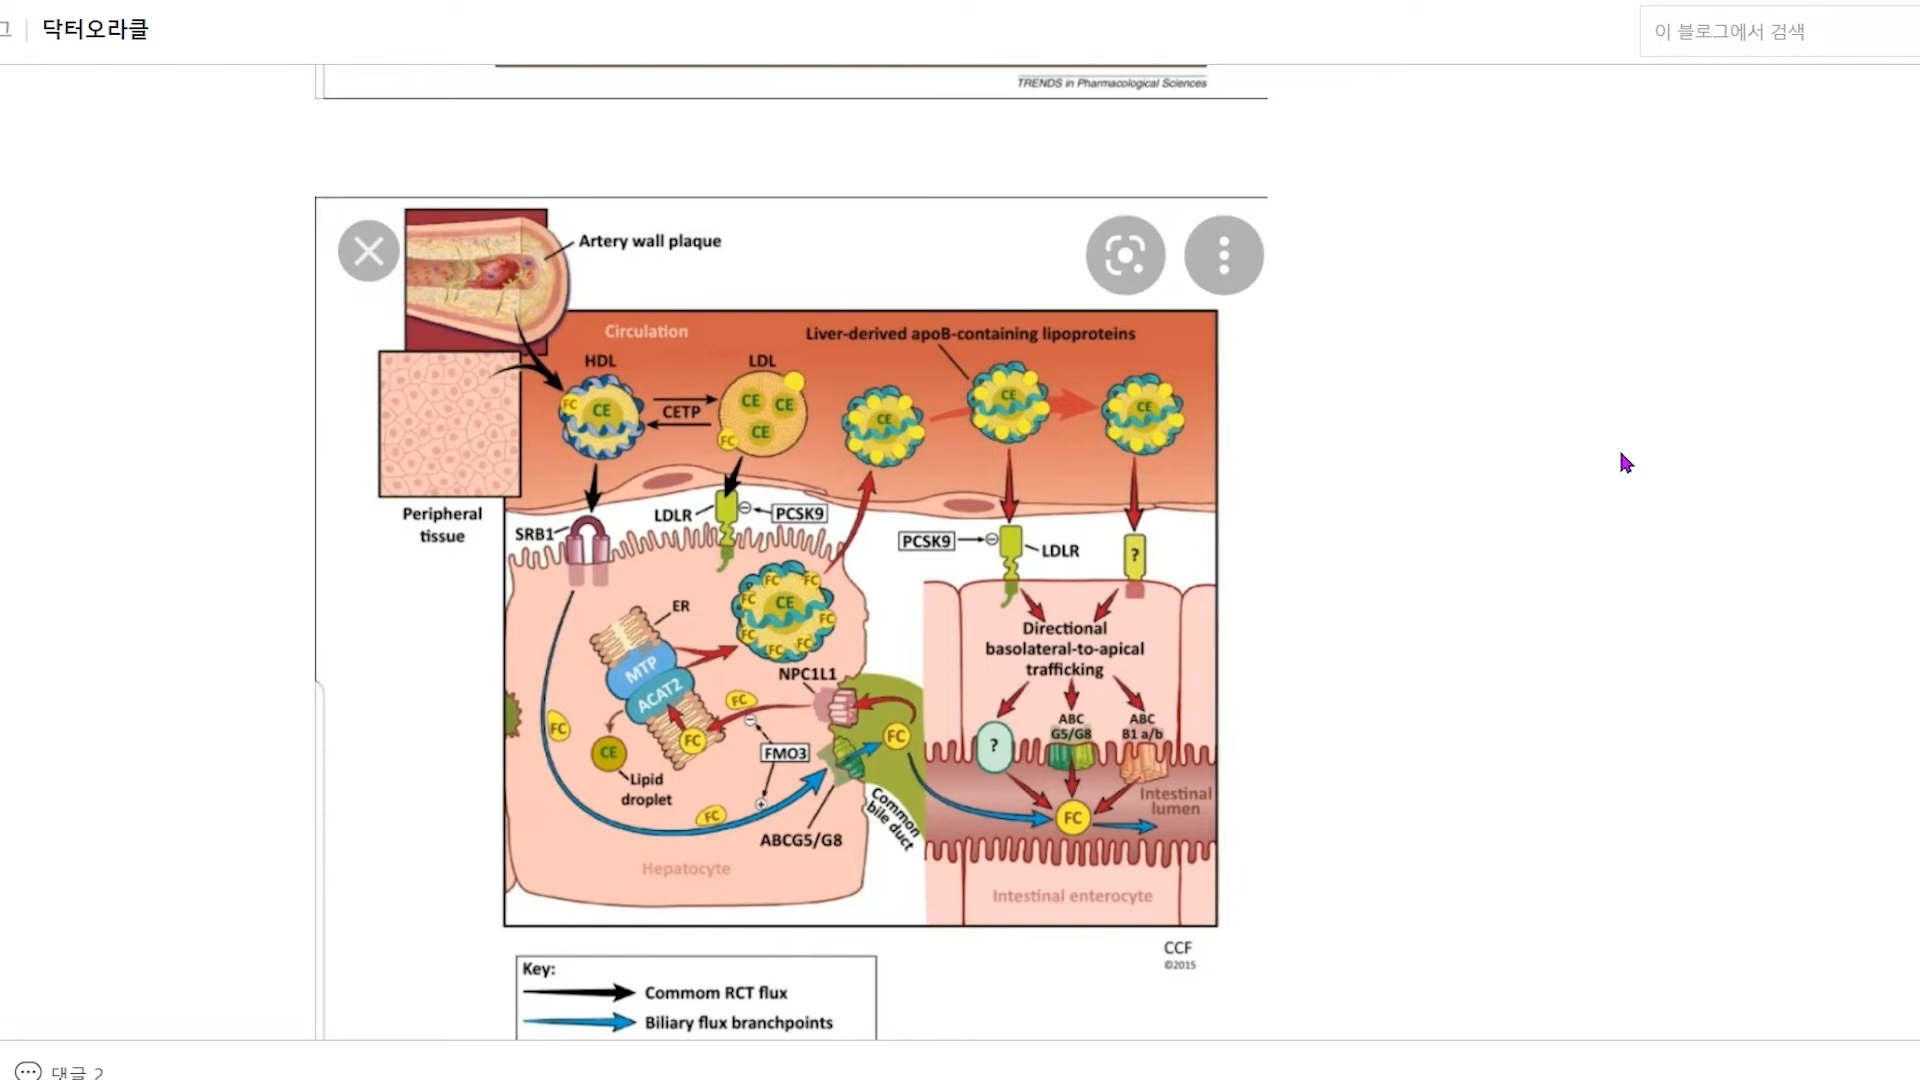 닥터오라클
이 블로그에서 검색
TRENDS in Pharmacological Sciences
Artery wall plaque
Circulation
Liver-derived apoB-containing lipoproteins
HDL
LDL
FC
CE
CETP
CE
CE
CE
FC
CE
CE
CE
Peripheral
tissue
SRB1
LDLR
PCSK9
PCSK9
LDLR
?
ER
FC
FC
FC
CE
FC
FC
FC
FC
MTP
ACAT2
NPC1L1
Directional
basolateral-to-apical
trafficking
FC
FC
FC
FC
CE
FMO3
Lipid
droplet
FC
ABCG5/G8
Common
bile duct
?
ABC
G5/G8
ABC
B1 a/b
Intestinal
lumen
FC
Hepatocyte
Intestinal enterocyte
CCF
©2015
Key:
Commom RCT flux
Biliary flux branchpoints
댓글 2